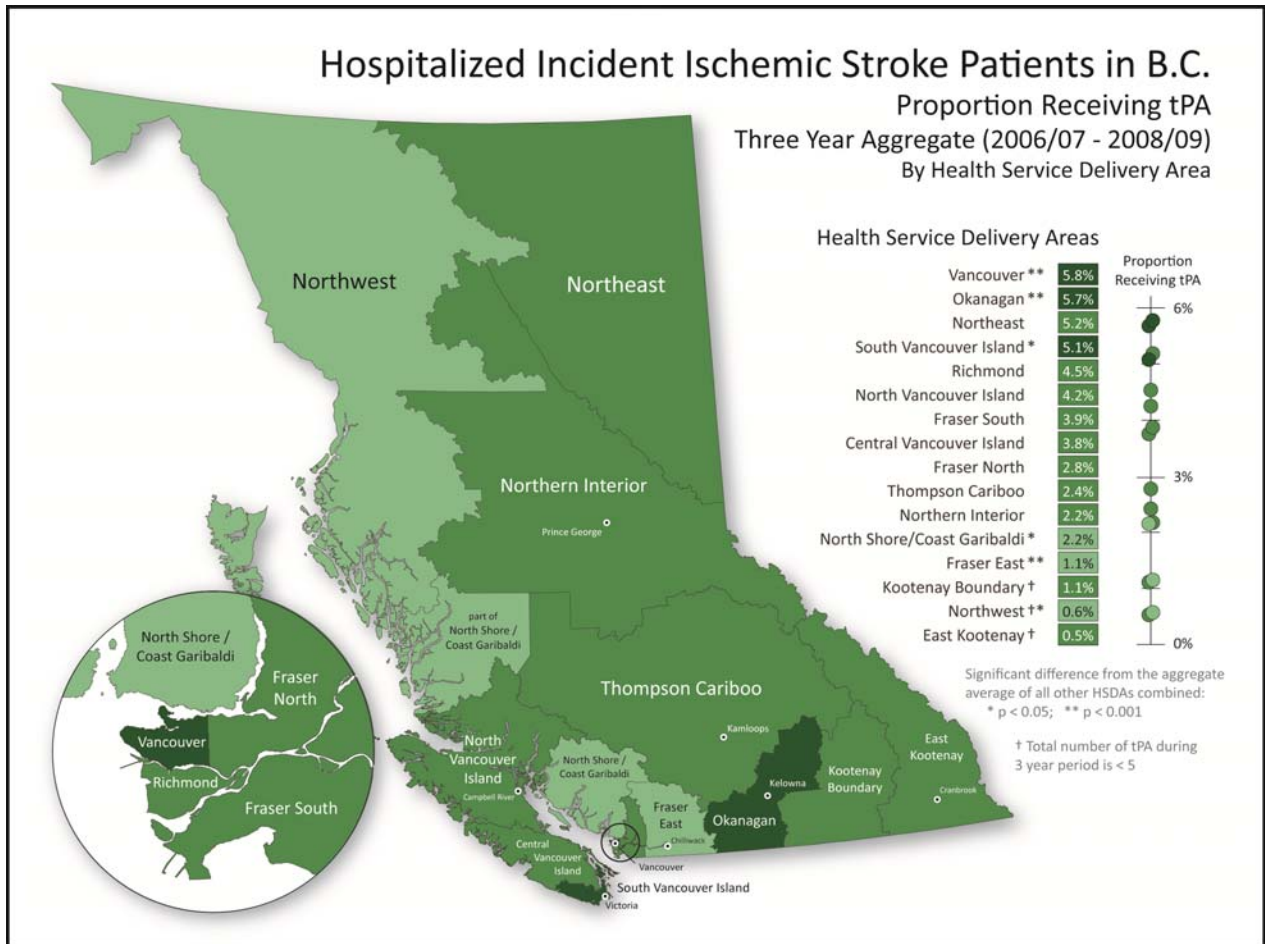 Hospitalized Incident Ischemic Stroke Patients in B.C.
Proportion Receiving tPA
Three Year Aggregate (2006/07 - 2008/09)
By Health Service Delivery Area
Health Service Delivery Areas
Proportion
Receiving tPA
Vancouver ** 5.8%
Okanagan ** 5.7%
Northeast 5.2%
South Vancouver Island * 5.1%
Richmond 4.5%
North Vancouver Island 4.2%
Fraser South 3.9%
Central Vancouver Island 3.8%
Fraser North 2.8%
Thompson Cariboo 2.4%
Northern Interior 2.2%
North Shore/Coast Garibaldi * 2.2%
Fraser East ** 1.1%
Kootenay Boundary † 1.1%
Northwest †* 0.6%
East Kootenay † 0.5%
6%
3%
0%
Significant difference from the aggregate
average of all other HSDAs combined:
* p < 0.05; ** p < 0.001
† Total number of tPA during
3 year period is < 5
Northwest
Northeast
Northern Interior
Prince George
part of
North Shore /
Coast Garibaldi
Thompson Cariboo
Kamloops
North
Vancouver
Island
Campbell River
North Shore /
Coast Garibaldi
Fraser
East
Chilliwack
Okanagan
Kelowna
Kootenay
Boundary
East
Kootenay
Cranbrook
Central
Vancouver
Island
Vancouver
South Vancouver Island
Victoria
North Shore /
Coast Garibaldi
Fraser
North
Vancouver
Richmond
Fraser South